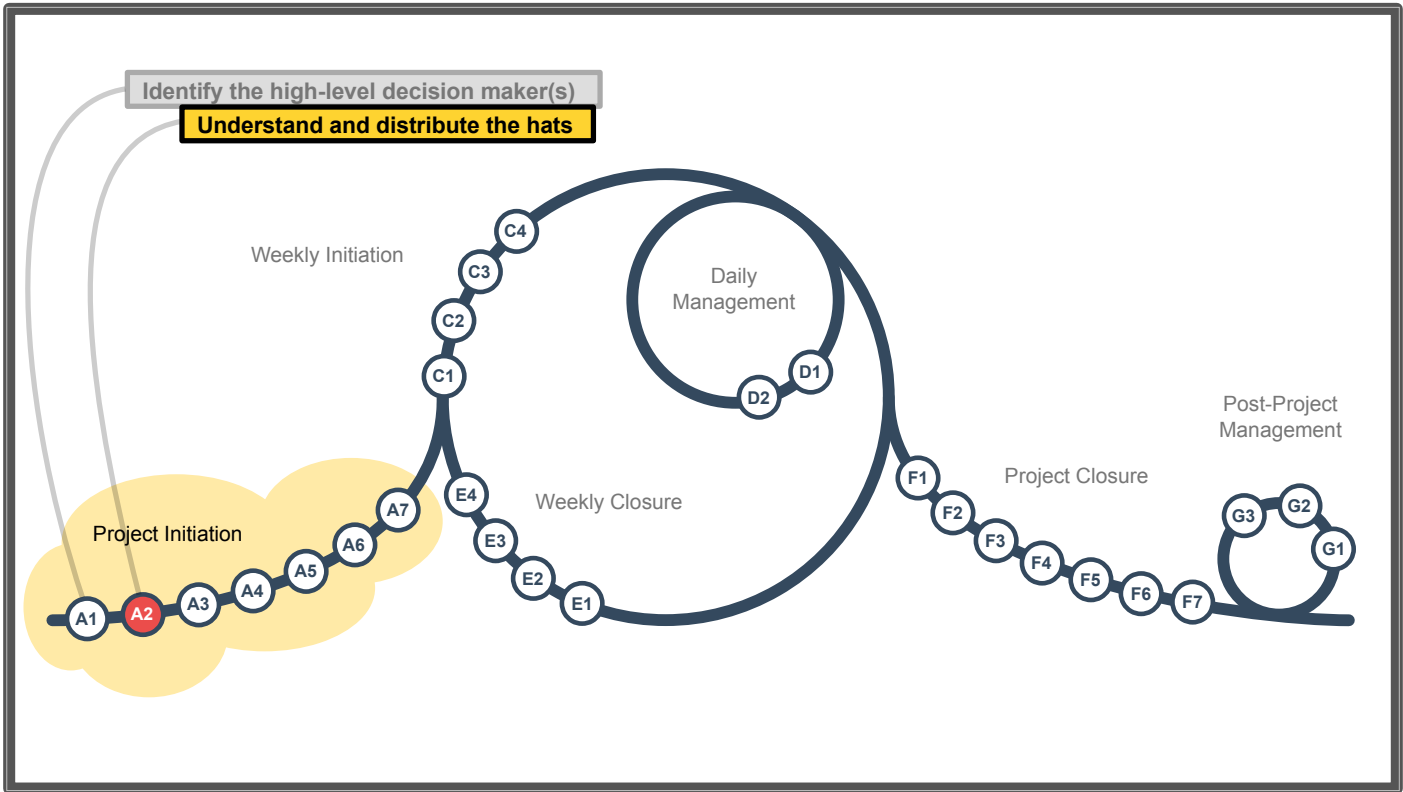 Identify the high-level decision maker(s)
Understand and distribute the hats
Weekly Initiation
C4
C3
C2
C1
Daily
Management
D1
D2
Post-Project
Management
Project Closure
Weekly Closure
Project Initiation
A1
A2
A3
A4
A5
A6
A7
E4
E3
E2
E1
F1
F2
F3
F4
F5
F6
F7
G3
G2
G1